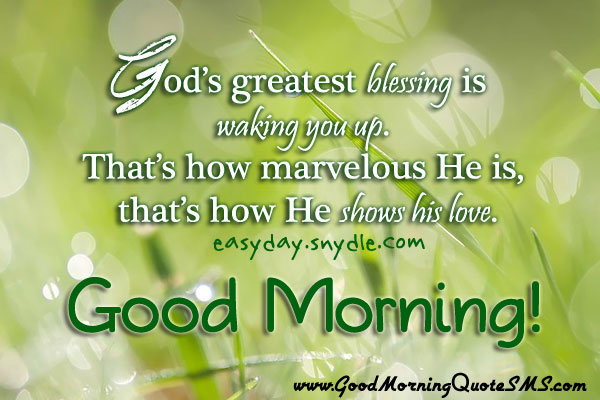 God's greatest blessing is
waking you up.
That's how marvelous He is,
that's how He shows his love.
easyday.snydle.com
Good Morning!
www.GoodMorningQuoteSMS.com